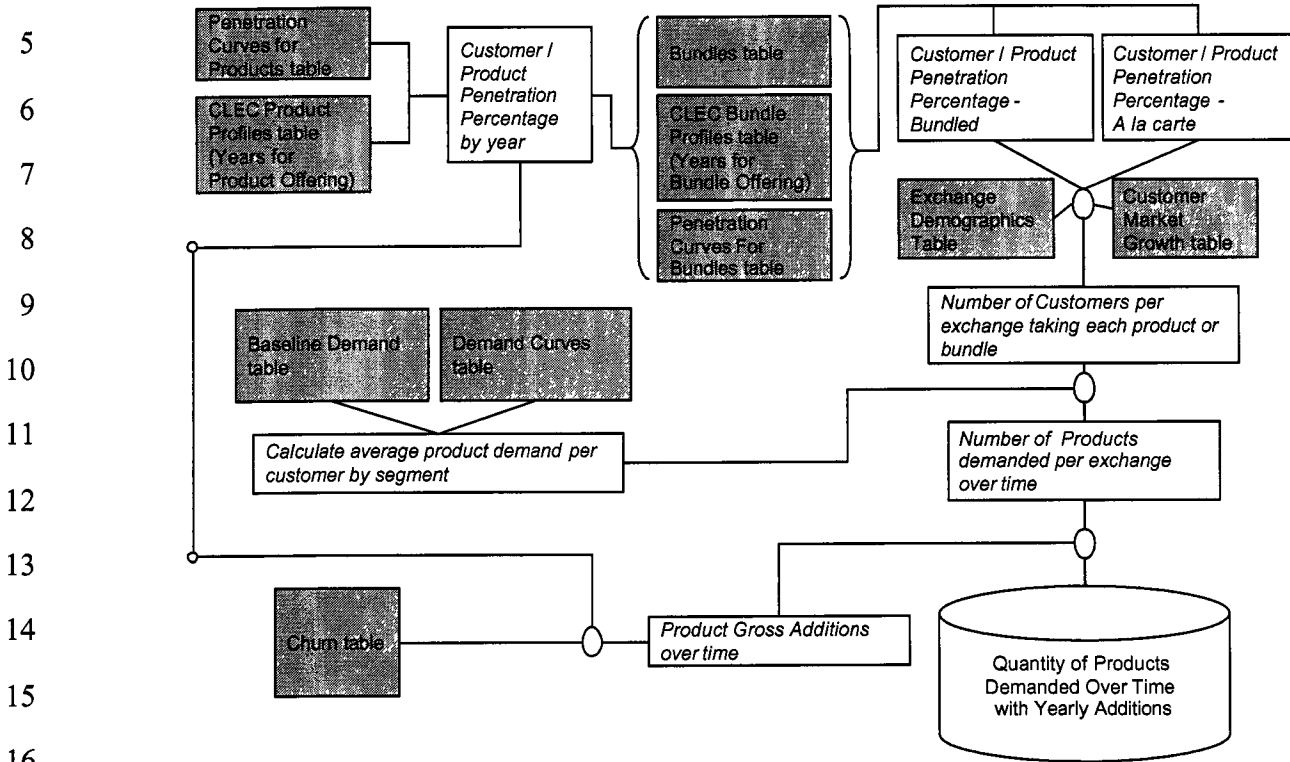 5
6
7
8
9
10
11
12
13
14
15
16
Penetration
Curves for
Products table
CLEC Product
Profiles table
(Years for
Product Offering)
Customer /
Product
Penetration
Percentage
by year
Bundles table
CLEC Bundle
Profiles table
(Years for
Bundle Offering)
Penetration
Curves For
Bundles table
Customer / Product
Penetration
Percentage -
Bundled
Customer / Product
Penetration
Percentage -
A la carte
Exchange
Demographics
Table
Customer
Market
Growth table
Number of Customers per
exchange taking each product or
bundle
Baseline Demand
table
Demand Curves
table
Calculate average product demand per
customer by segment
Number of Products
demanded per exchange
over time
Churn table
Product Gross Additions
over time
Quantity of Products
Demanded Over Time
with Yearly Additions